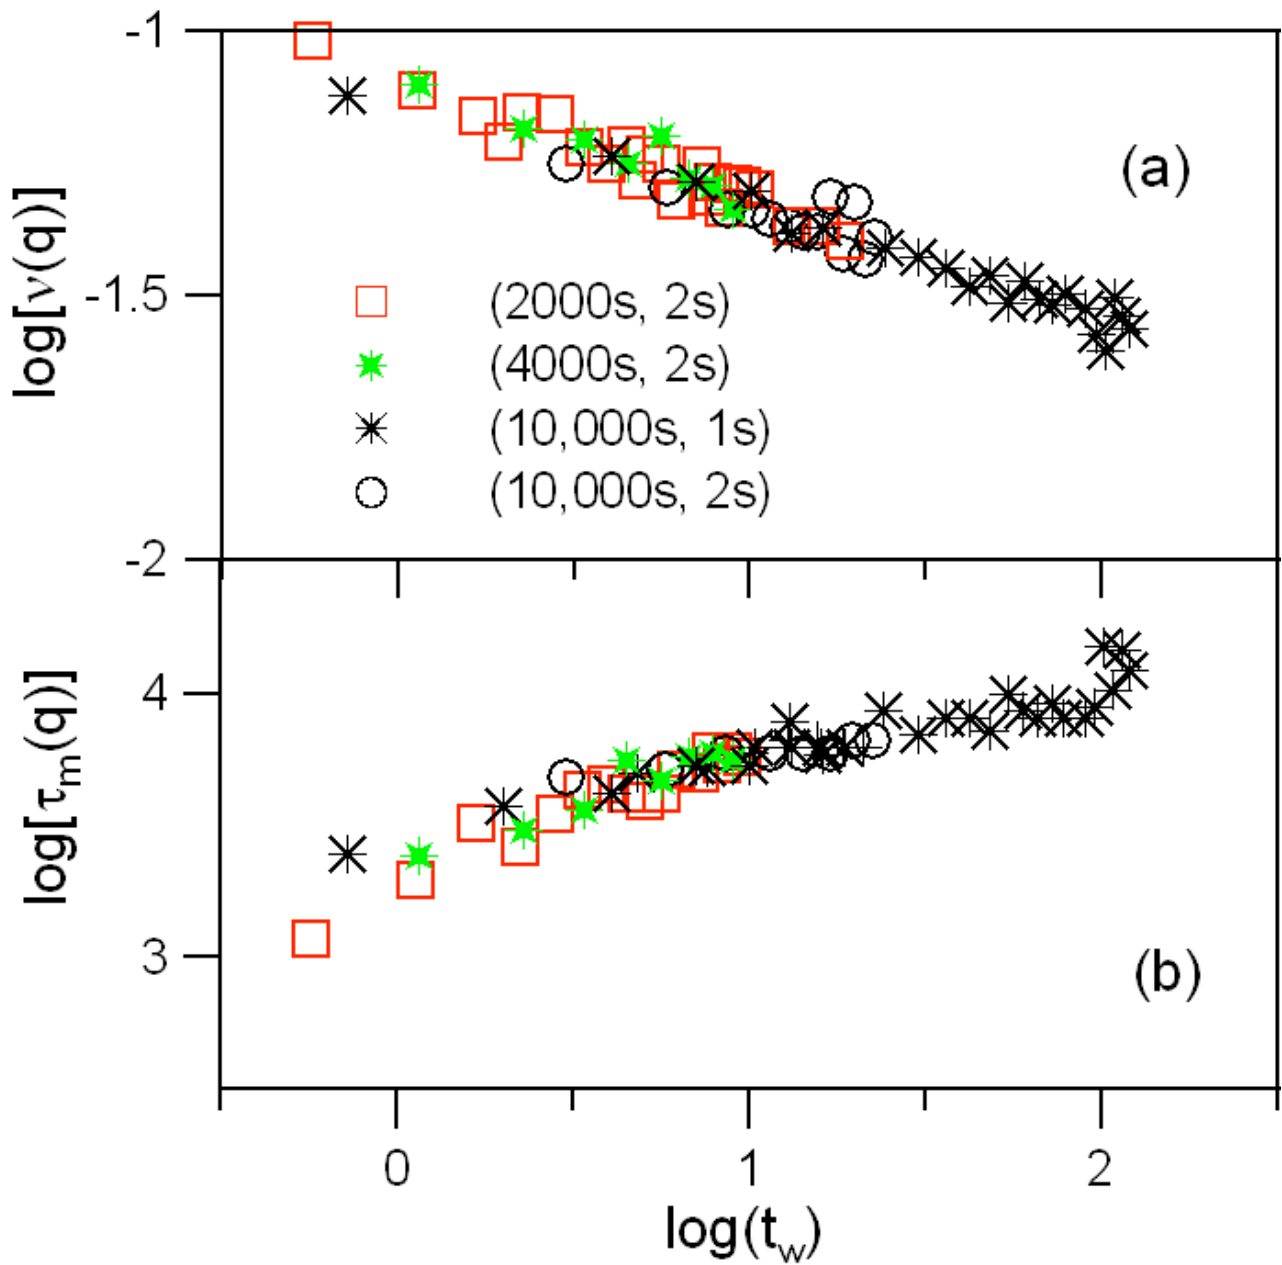 -1
(a)
log[ν(q)]
-1.5
(2000s, 2s)
(4000s, 2s)
(10,000s, 1s)
(10,000s, 2s)
-2
4
log[τm(q)]
3
(b)
0 1 2
log(tw)